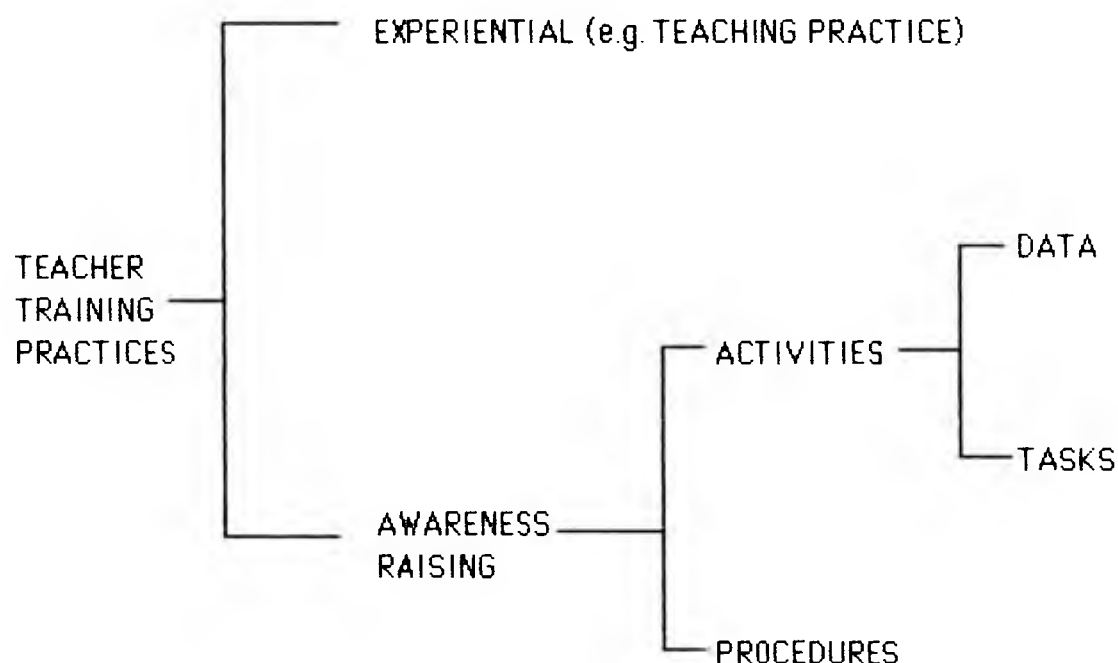 EXPERIENTIAL (e.g. TEACHING PRACTICE)
TEACHER
TRAINING
PRACTICES
DATA
ACTIVITIES
TASKS
AWARENESS
RAISING
PROCEDURES